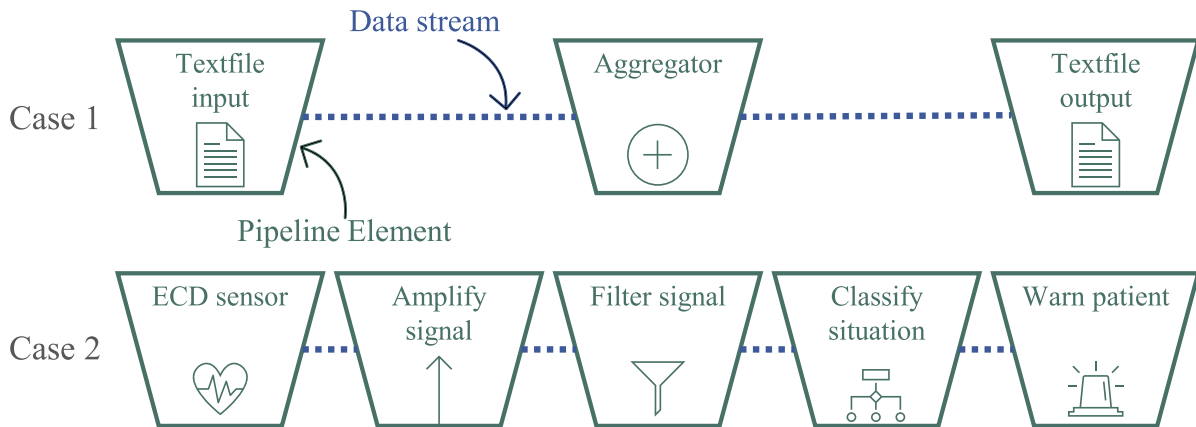 Data stream
Case 1
Textfile
input
Aggregator
Textfile
output
Pipeline Element
Case 2
ECD sensor
Amplify
signal
Filter signal
Classify
situation
Warn patient